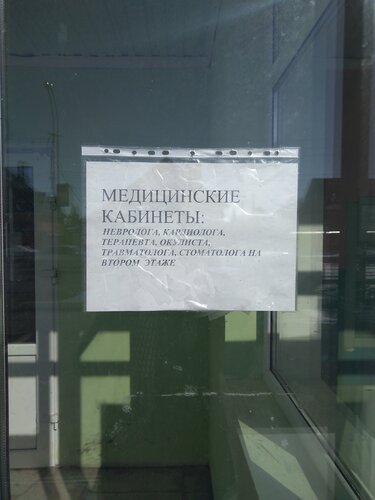 МЕДИЦИНСКИЕ
КАБИНЕТЫ:
НЕВРОЛОГА, КАРДИОЛОГА,
ТЕРАПЕВТА, ОКУЛИСТА,
ТРАВМАТОЛОГА, СТОМАТОЛОГА НА
ВТОРОМ ЭТАЖЕ